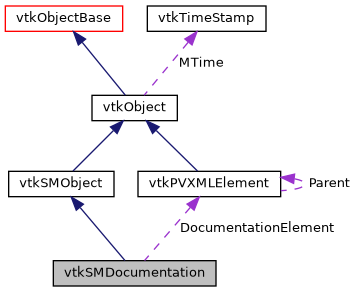 vtkObjectBase
vtkTimeStamp
MTime
vtkObject
vtkSMObject
vtkPVXMLElement
Parent
DocumentationElement
vtkSMDocumentation